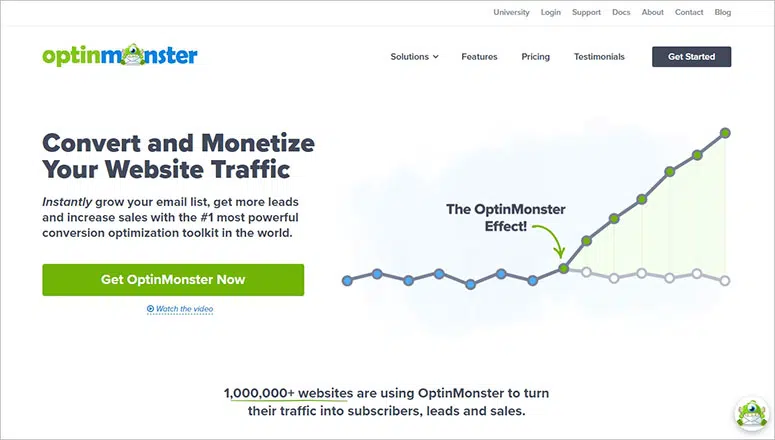 University Login Support Docs About Contact Blog
optinmonster
Solutions Features Pricing Testimonials Get Started
Convert and Monetize
Your Website Traffic
Instantly grow your email list, get more leads
and increase sales with the #1 most powerful
conversion optimization toolkit in the world.
Get OptinMonster Now
Watch the video
The OptinMonster
Effect!
1,000,000+ websites are using OptinMonster to turn
their traffic into subscribers, leads and sales.